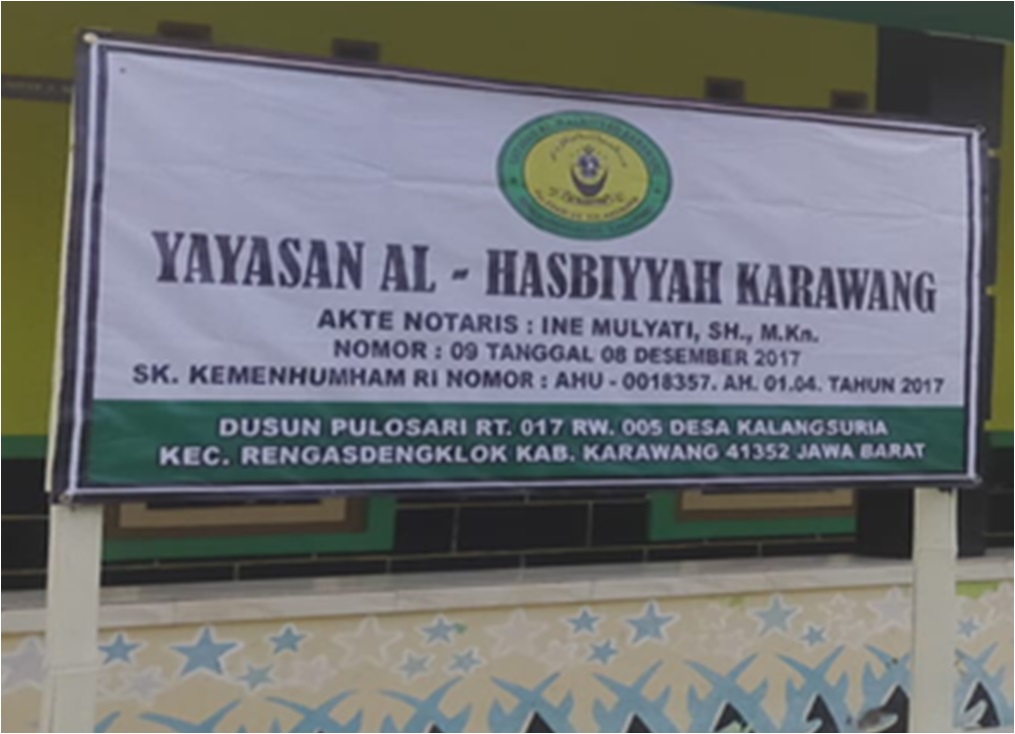 YAYASAN AL - HASBIYYAH KARAWANG
AKTE NOTARIS : INE MULYATI, SH., M.Kn.
NOMOR : 09 TANGGAL 08 DESEMBER 2017
SK. KEMENHUMHAM RI NOMOR : AHU - 0018357. AH. 01.04. TAHUN 2017
DUSUN PULOSARI RT. 017 RW. 005 DESA KALANGSURIA
KEC. RENGASDENGKLOK KAB. KARAWANG 41352 JAWA BARAT